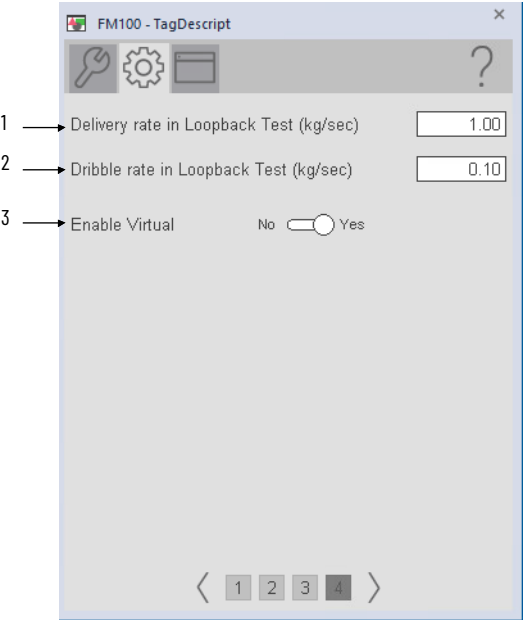 FM100 - TagDescript
?
1 Delivery rate in Loopback Test (kg/sec) 1.00
2 Dribble rate in Loopback Test (kg/sec) 0.10
3 Enable Virtual No Yes
1 2 3 4